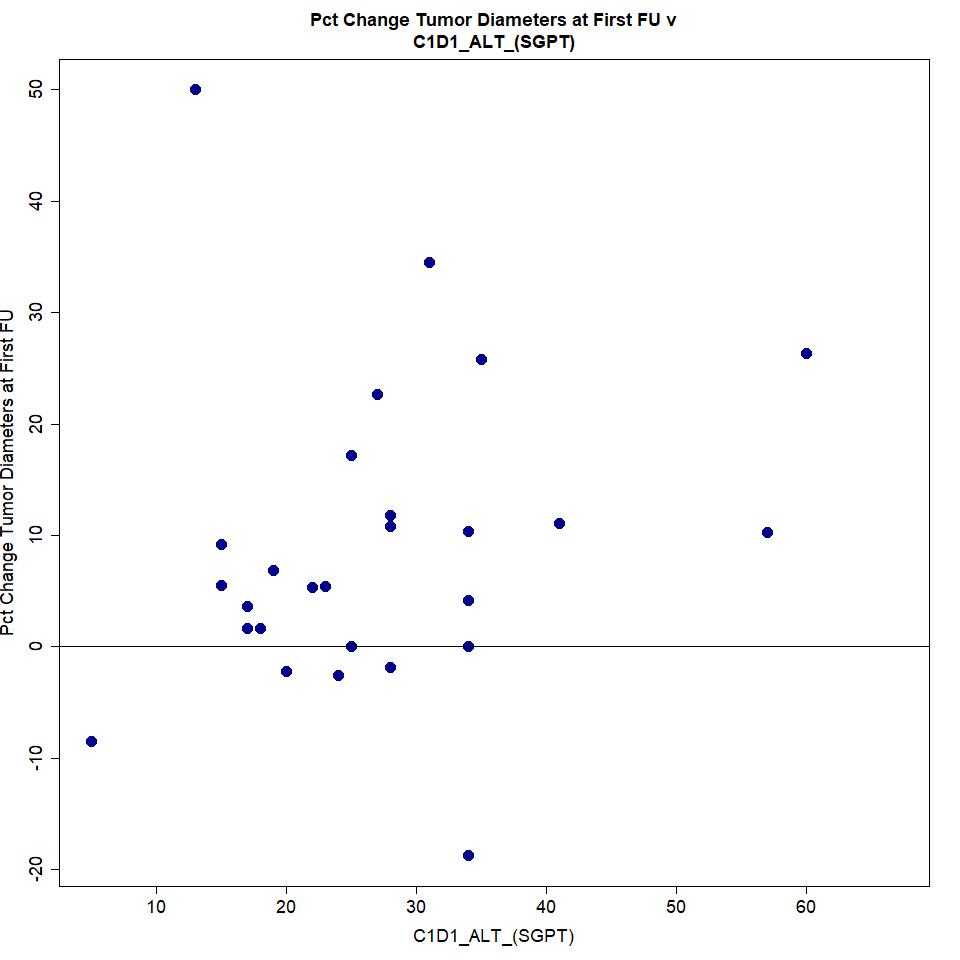 Pct Change Tumor Diameters at First FU v
C1D1_ALT_(SGPT)
Pct Change Tumor Diameters at First FU
50
40
30
20
10
0
-10
-20
10 20 30 40 50 60
C1D1_ALT_(SGPT)